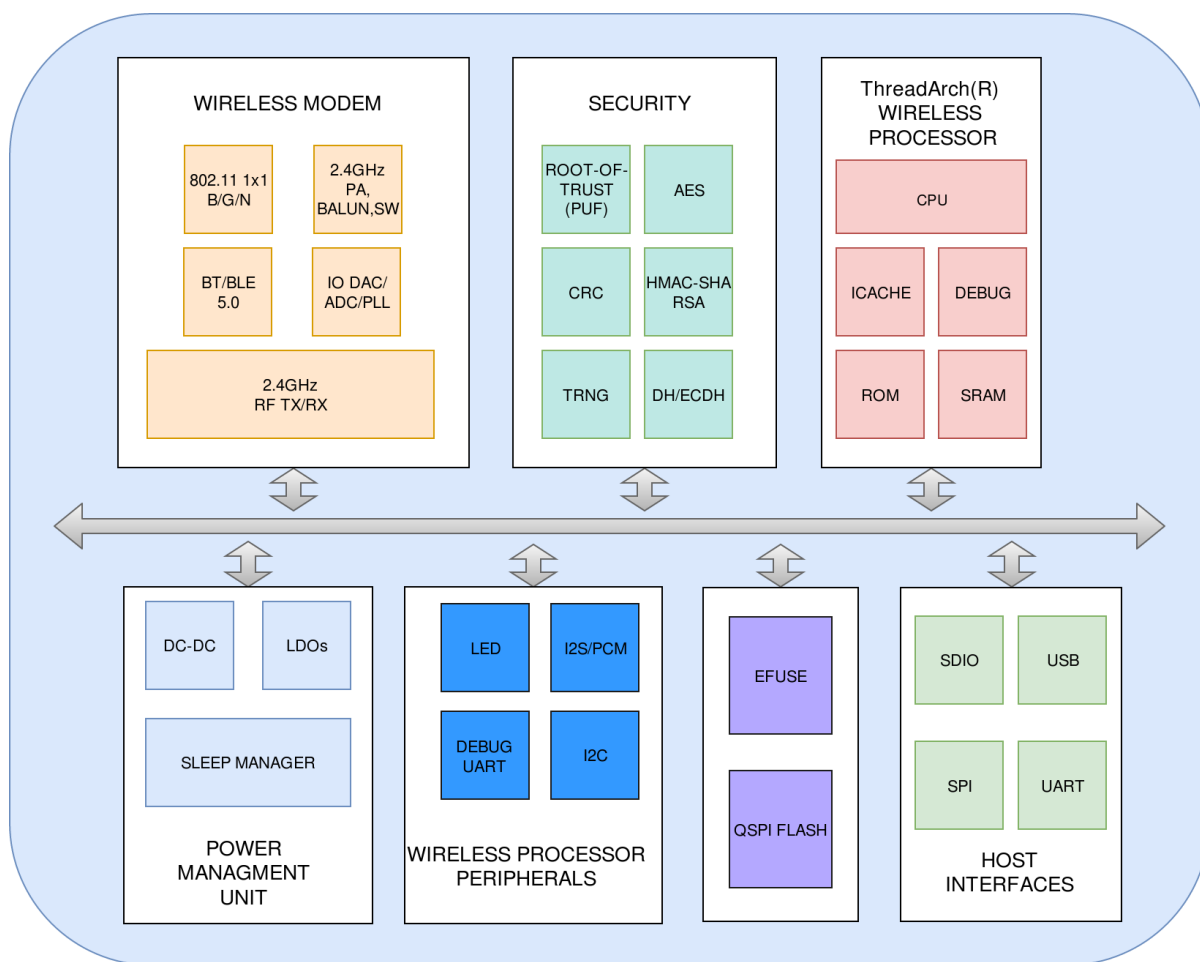 WIRELESS MODEM
802.11 1x1
B/G/N
2.4GHz
PA,
BALUN,SW
BT/BLE
5.0
IO DAC/
ADC/PLL
2.4GHz
RF TX/RX
SECURITY
ROOT-OF-
TRUST
(PUF)
AES
CRC
HMAC-SHA
RSA
TRNG
DH/ECDH
ThreadArch(R)
WIRELESS
PROCESSOR
CPU
ICACHE
DEBUG
ROM
SRAM
DC-DC
LDOs
SLEEP MANAGER
POWER
MANAGMENT
UNIT
LED
I2S/PCM
DEBUG
UART
I2C
WIRELESS PROCESSOR
PERIPHERALS
EFUSE
QSPI FLASH
SDIO
USB
SPI
UART
HOST
INTERFACES